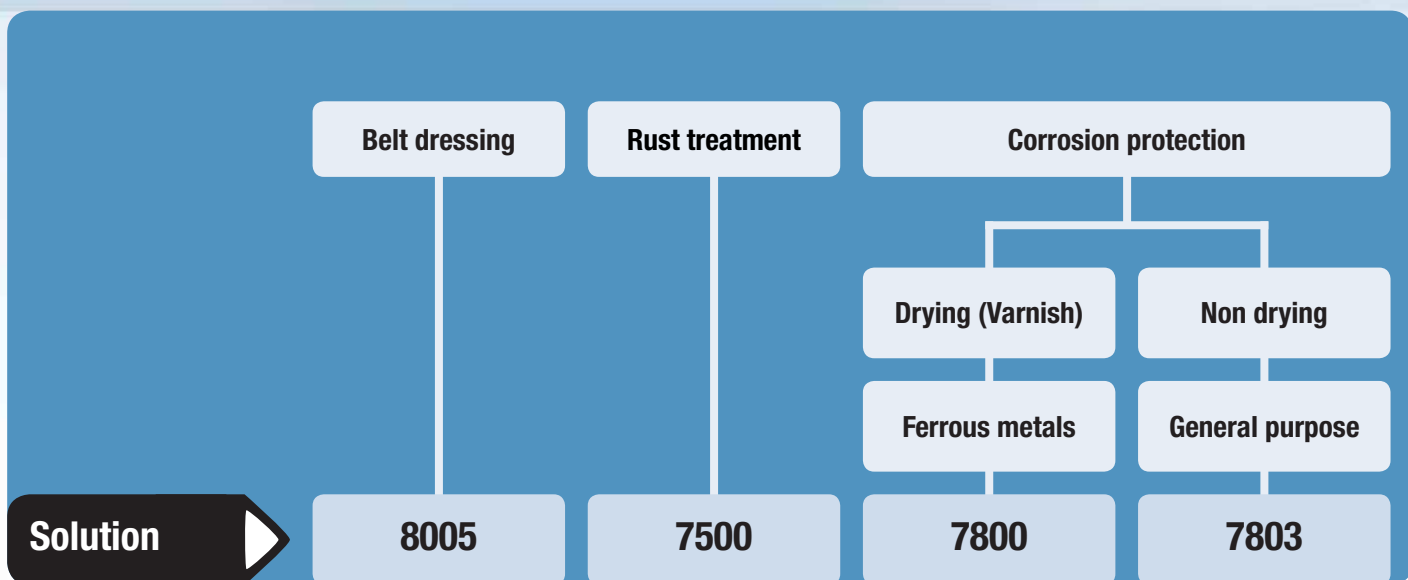 Belt dressing
Rust treatment
Corrosion protection
Drying (Varnish)
Non drying
Ferrous metals
General purpose
Solution
8005
7500
7800
7803